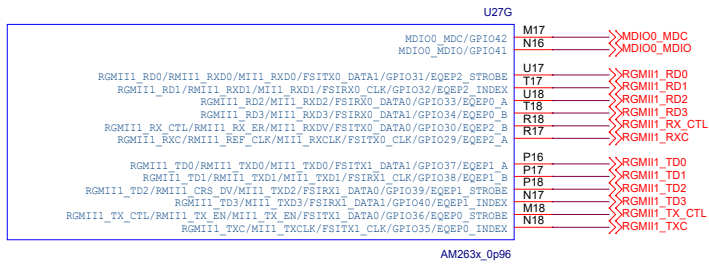 U27G
MDIO0_MDC/GPIO42 M17 MDIO0_MDC
MDIO0_MDIO/GPIO41 N16 MDIO0_MDIO
RGMII1_RD0/RMII1_RXD0/MII1_RXD0/FSITX0_DATA1/GPIO31/EQEP2_STROBE U17 RGMII1_RD0
RGMII1_RD1/RMII1_RXD1/MII1_RXD1/FSIRX0_CLK/GPIO32/EQEP2_INDEX T17 RGMII1_RD1
RGMII1_RD2/MII1_RXD2/FSIRX0_DATA0/GPIO33/EQEP0_A U18 RGMII1_RD2
RGMII1_RD3/MII1_RXD3/FSIRX0_DATA1/GPIO34/EQEP0_B T18 RGMII1_RD3
RGMII1_RX_CTL/RMII1_RX_ER/MII1_RXDV/FSITX0_DATA0/GPIO30/EQEP2_B R18 RGMII1_RX_CTL
RGMII1_RXC/RMII1_REF_CLK/MII1_RXCLK/FSITX0_CLK/GPIO29/EQEP2_A R17 RGMII1_RXC
RGMII1_TD0/RMII1_TXD0/MII1_TXD0/FSITX1_DATA1/GPIO37/EQEP1_A P16 RGMII1_TD0
RGMII1_TD1/RMII1_TXD1/MII1_TXD1/FSIRX1_CLK/GPIO38/EQEP1_B P17 RGMII1_TD1
RGMII1_TD2/RMII1_CRS_DV/MII1_TXD2/FSIRX1_DATA0/GPIO39/EQEP1_STROBE P18 RGMII1_TD2
RGMII1_TD3/MII1_TXD3/FSIRX1_DATA1/GPIO40/EQEP1_INDEX N17 RGMII1_TD3
RGMII1_TX_CTL/RMII1_TX_EN/MII1_TX_EN/FSITX1_DATA0/GPIO36/EQEP0_STROBE M18 RGMII1_TX_CTL
RGMII1_TXC/MII1_TXCLK/FSITX1_CLK/GPIO35/EQEP0_INDEX N18 RGMII1_TXC
AM263x_0p96